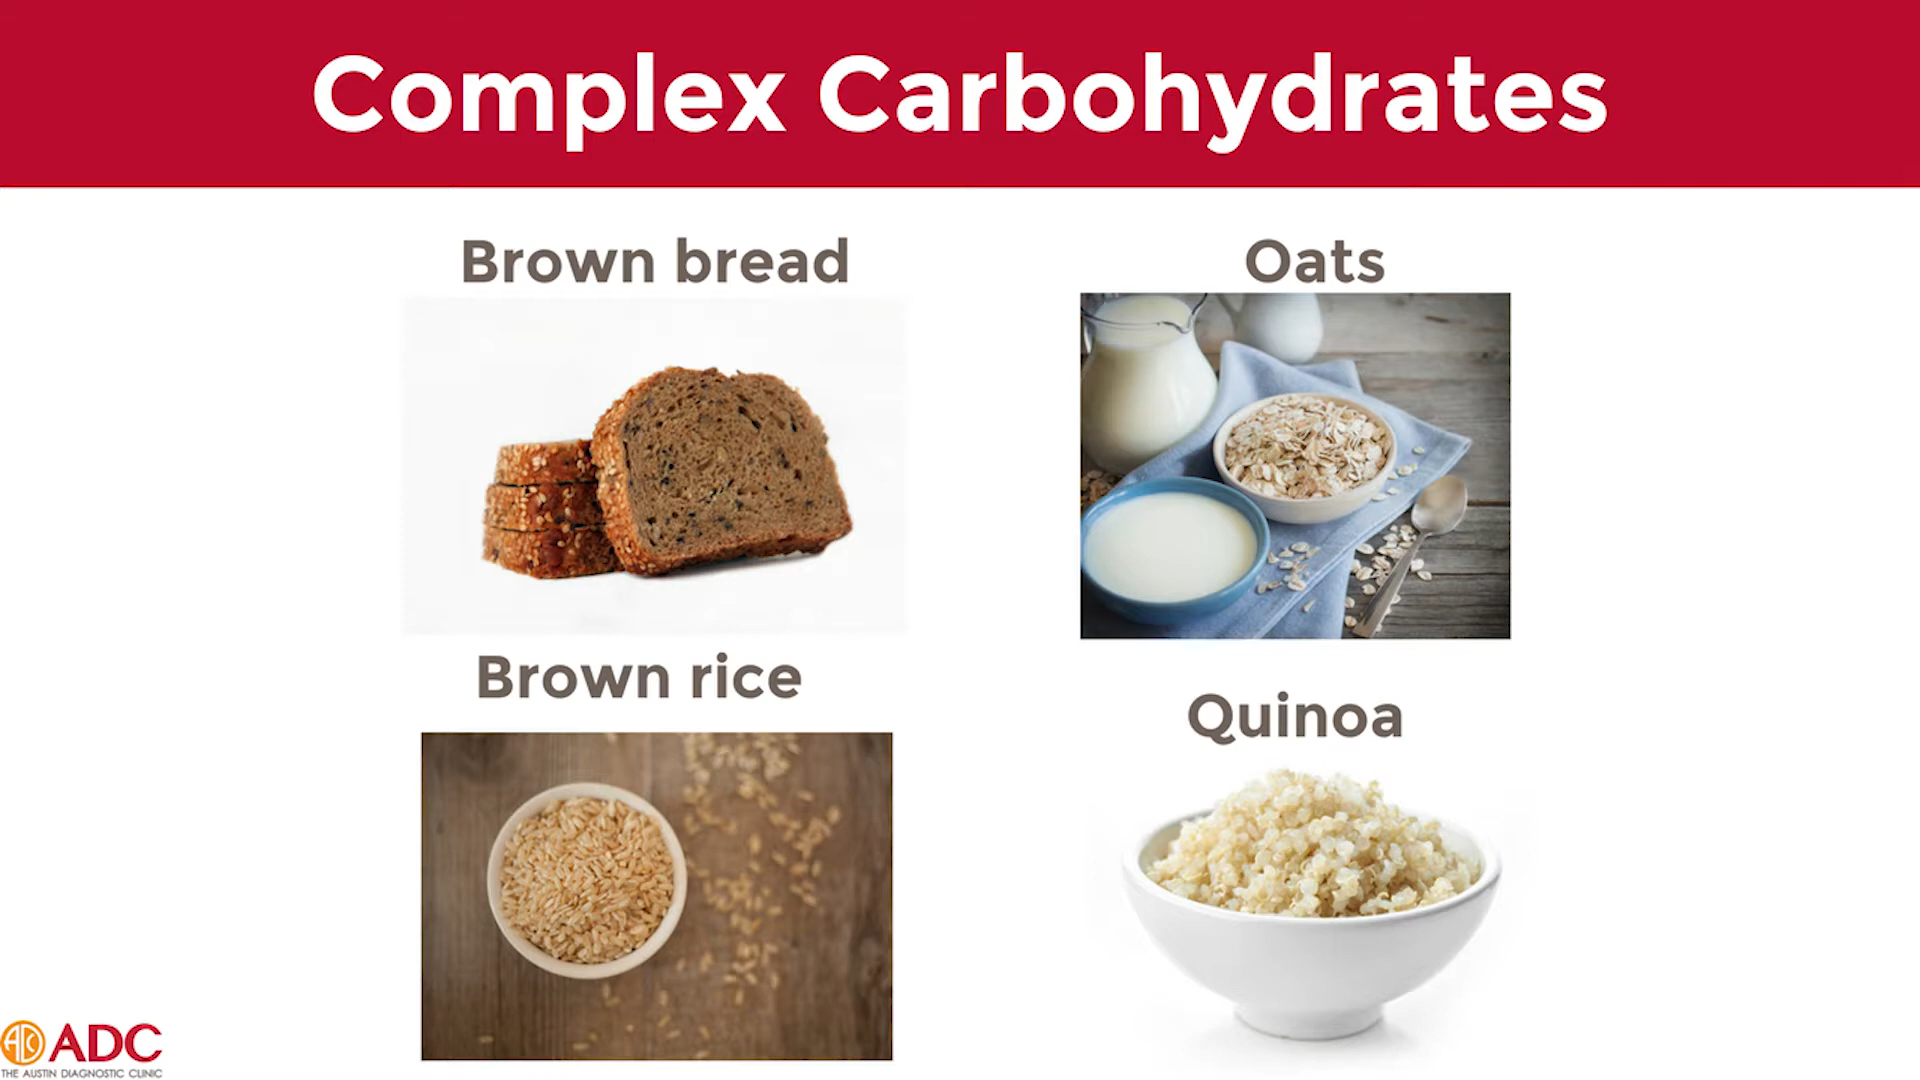 Complex Carbohydrates
Brown bread
Oats
Brown rice
Quinoa
ADC
THE AUSTIN DIAGNOSTIC CLINIC